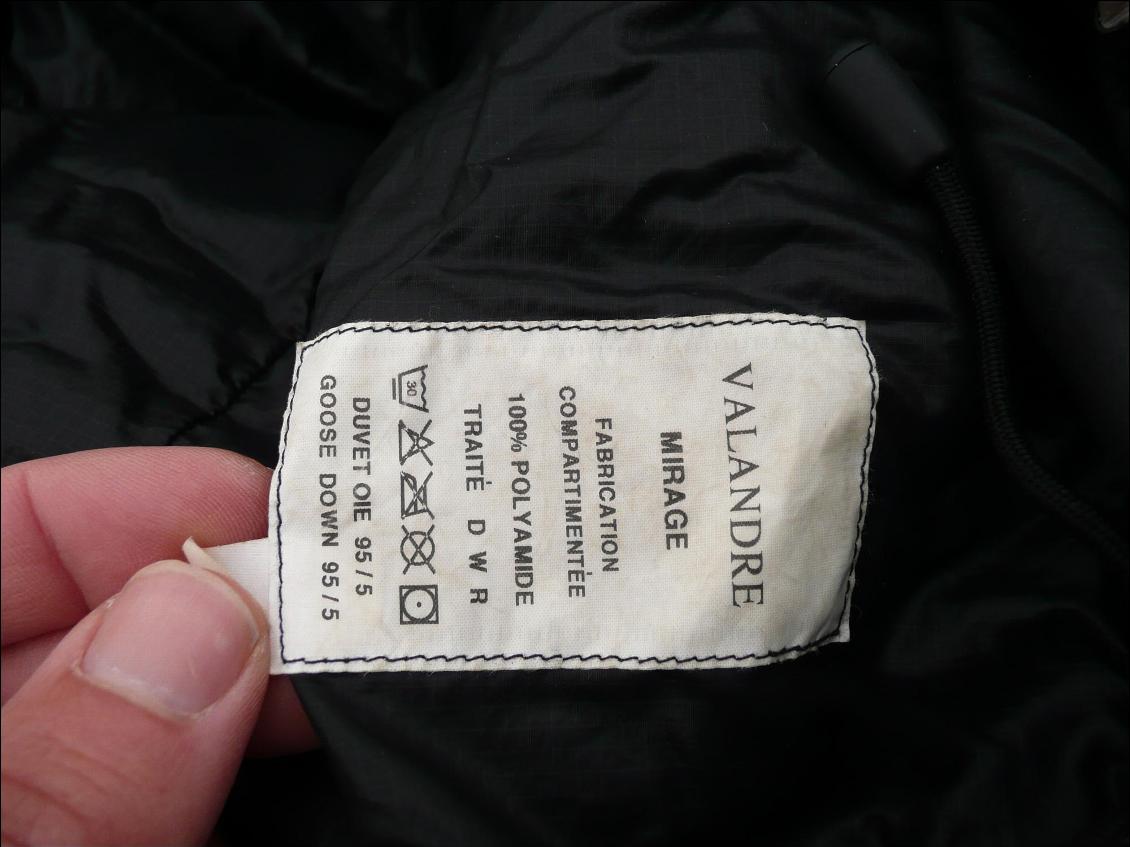 VALANDRE
MIRAGE
FABRICATION
COMPARTIMENTÉE
100% POLYAMIDE
TRAITÉ D W R
30
DUVET OIE 95/5
GOOSE DOWN 95/5